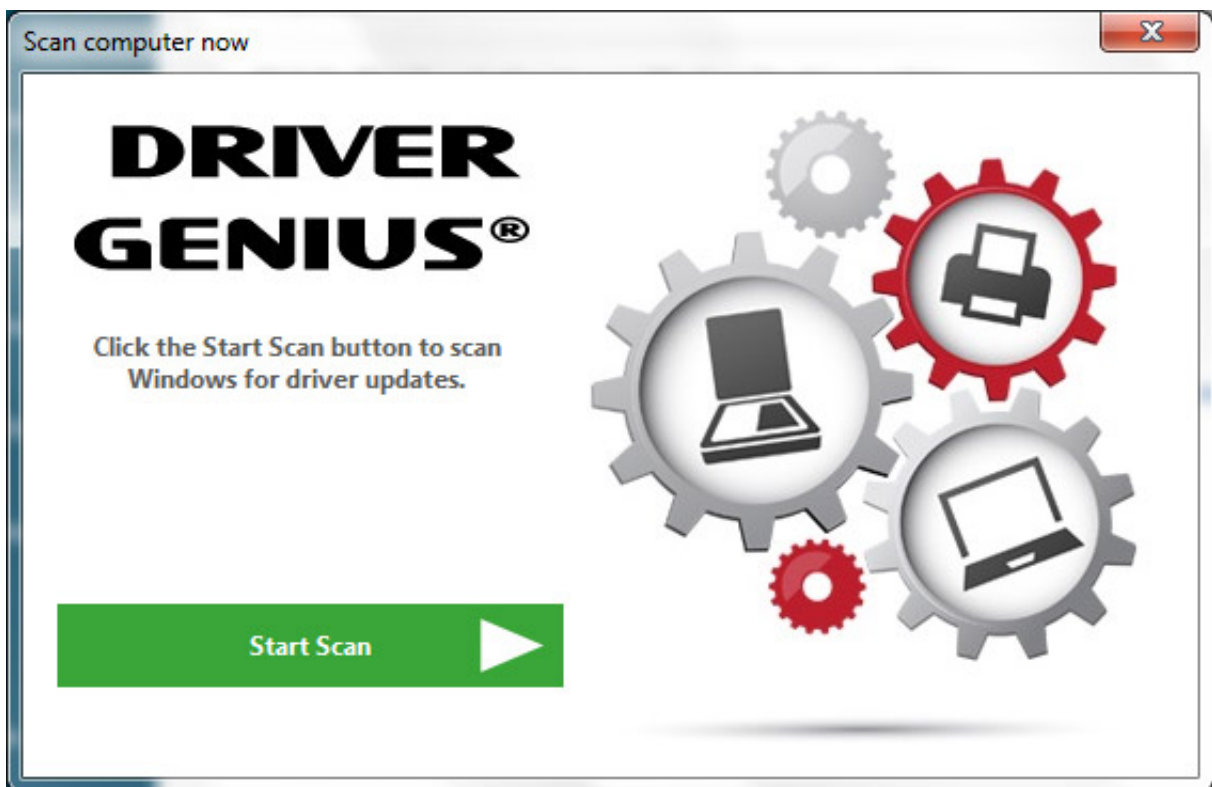 Scan computer now
DRIVER
GENIUS®
Click the Start Scan button to scan
Windows for driver updates.
Start Scan